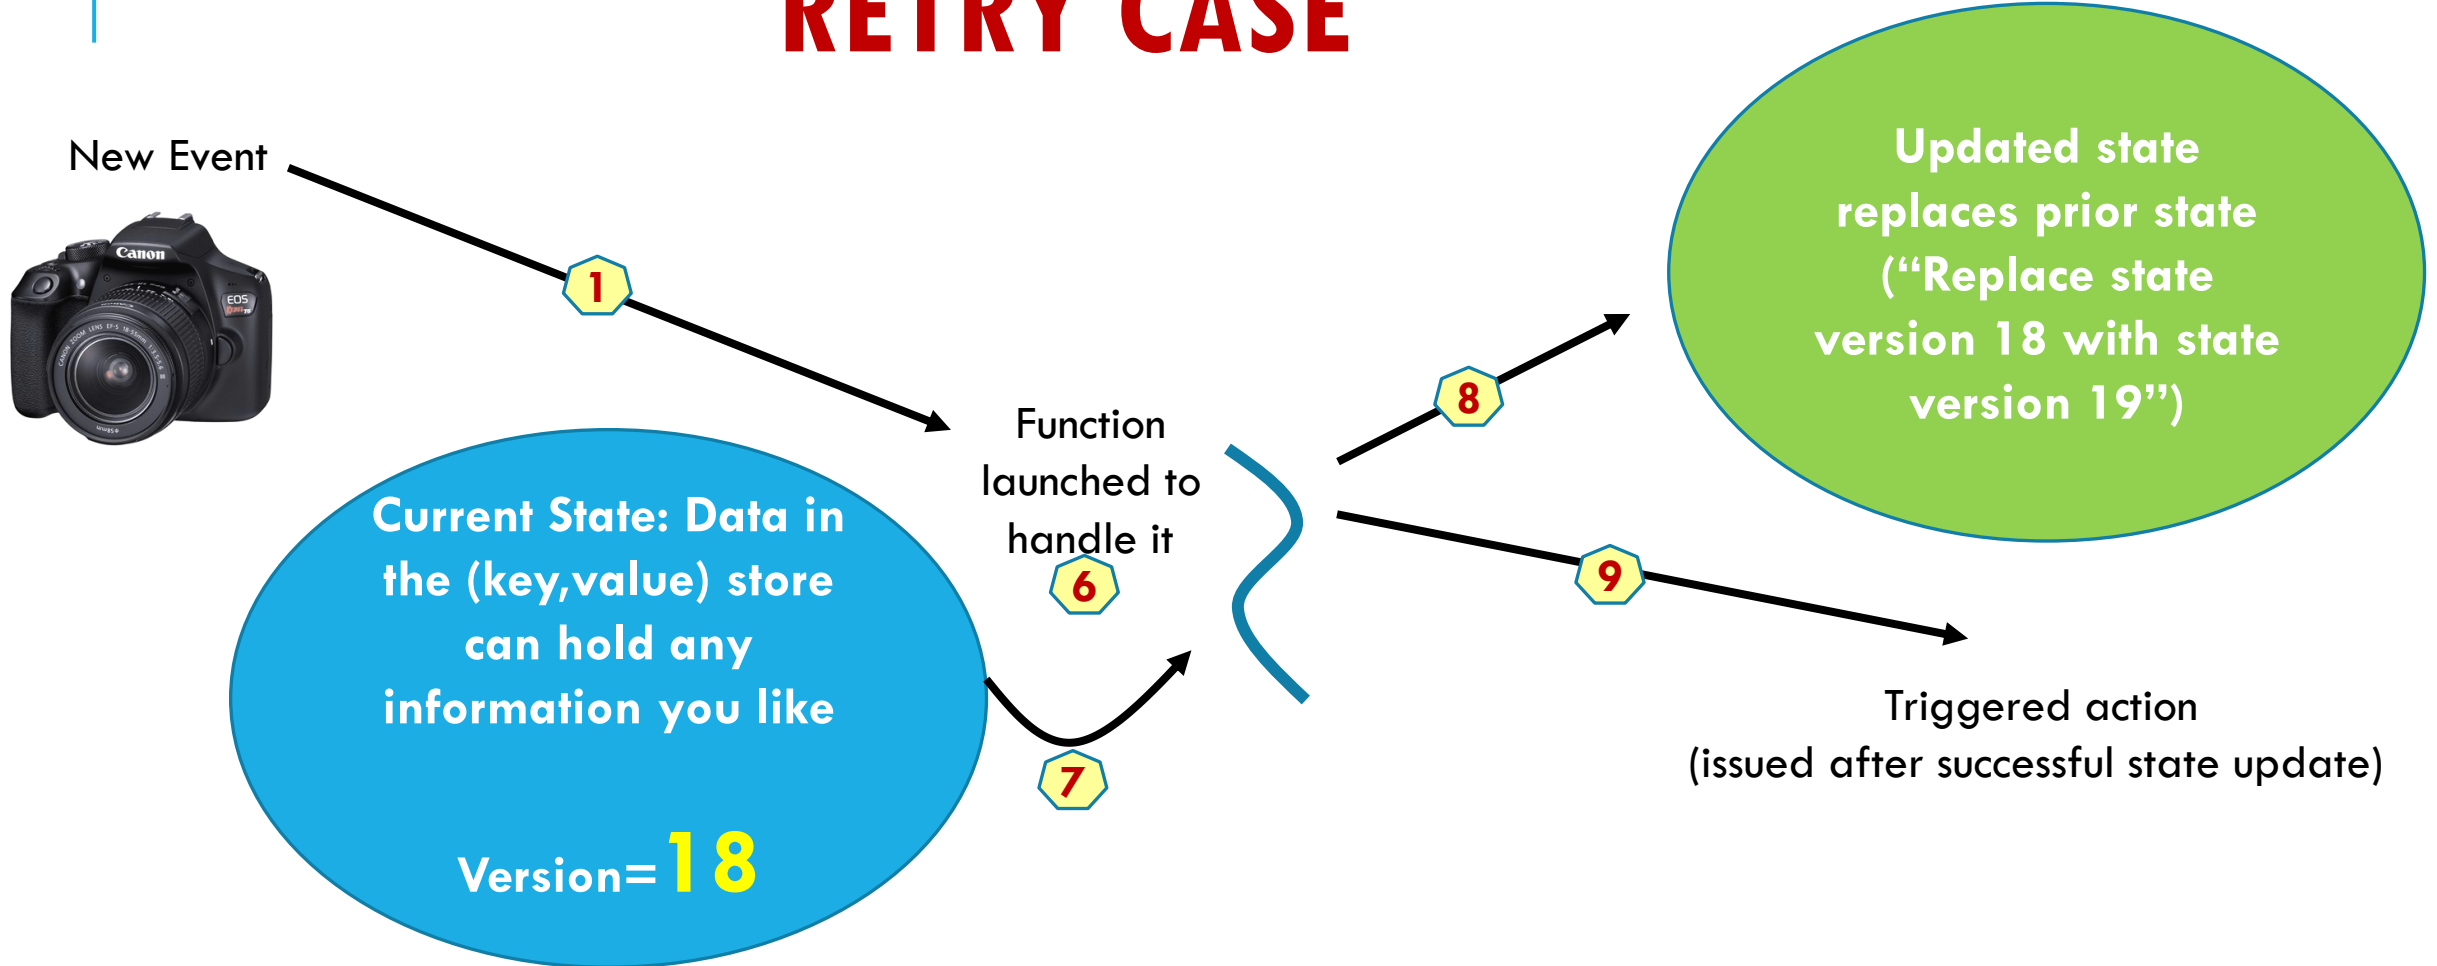 RETRY CASE
New Event
Canon
EOS
1
Function
launched to
handle it
6
Current State: Data in
the (key,value) store
can hold any
information you like
Version=18
7
8
Updated state
replaces prior state
(“Replace state
version 18 with state
version 19”)
9
Triggered action
(issued after successful state update)